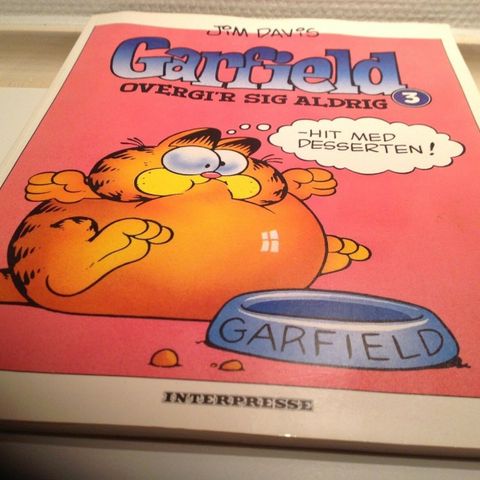 JIM DAVIS
Garfield
OVERGI'R SIG ALDRIG 3
-HIT MED
DESSERTEN!
GARFIELD
INTERPRESSE